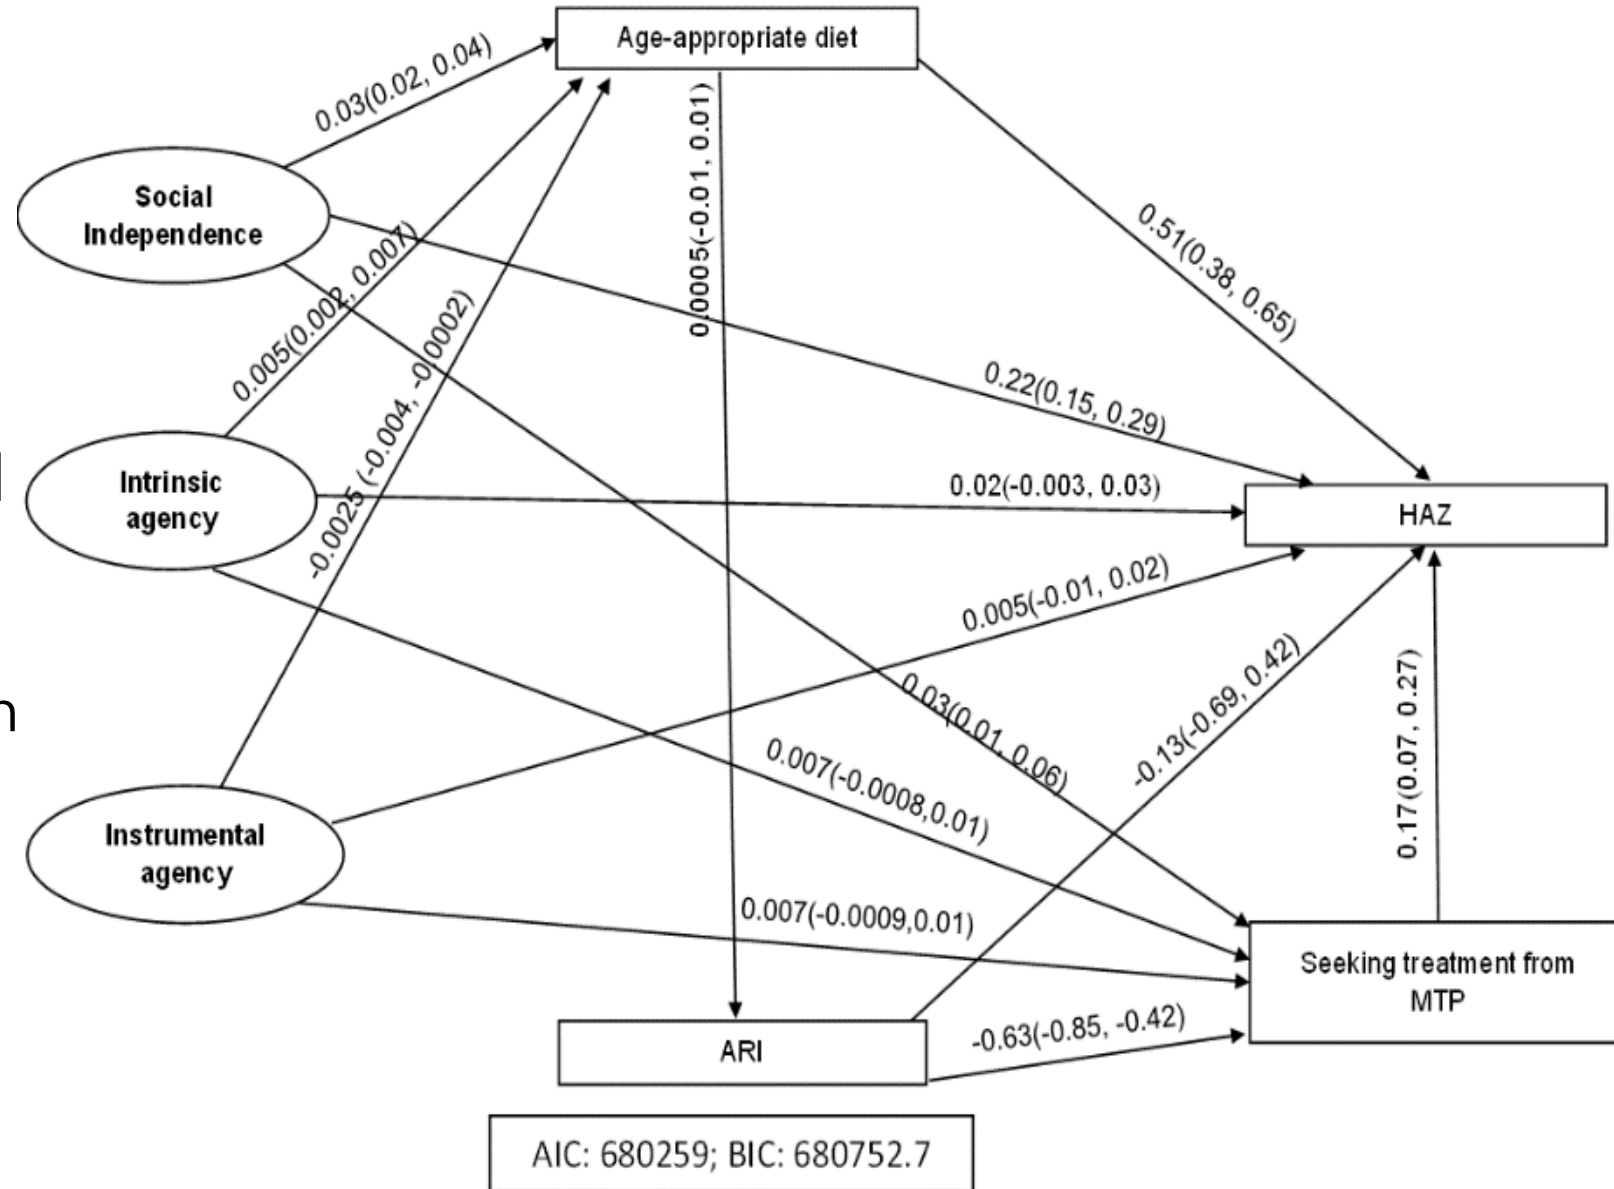 Age-appropriate diet
0.03(0.02, 0.04)
0.0005(-0.01, 0.01)
Social
Independence
0.51(0.38, 0.65)
0.005(0.002, 0.007)
-0.0025 (-0.004, -0.0002)
0.22(0.15, 0.29)
Intrinsic
agency
0.02(-0.003, 0.03)
HAZ
0.005(-0.01, 0.02)
n
0.03(0.01, 0.06)
-0.13(-0.69, 0.42)
0.17(0.07, 0.27)
0.007(-0.0008,0.01)
Instrumental
agency
0.007(-0.0009,0.01)
Seeking treatment from
MTP
ARI
-0.63(-0.85, -0.42)
AIC: 680259; BIC: 680752.7